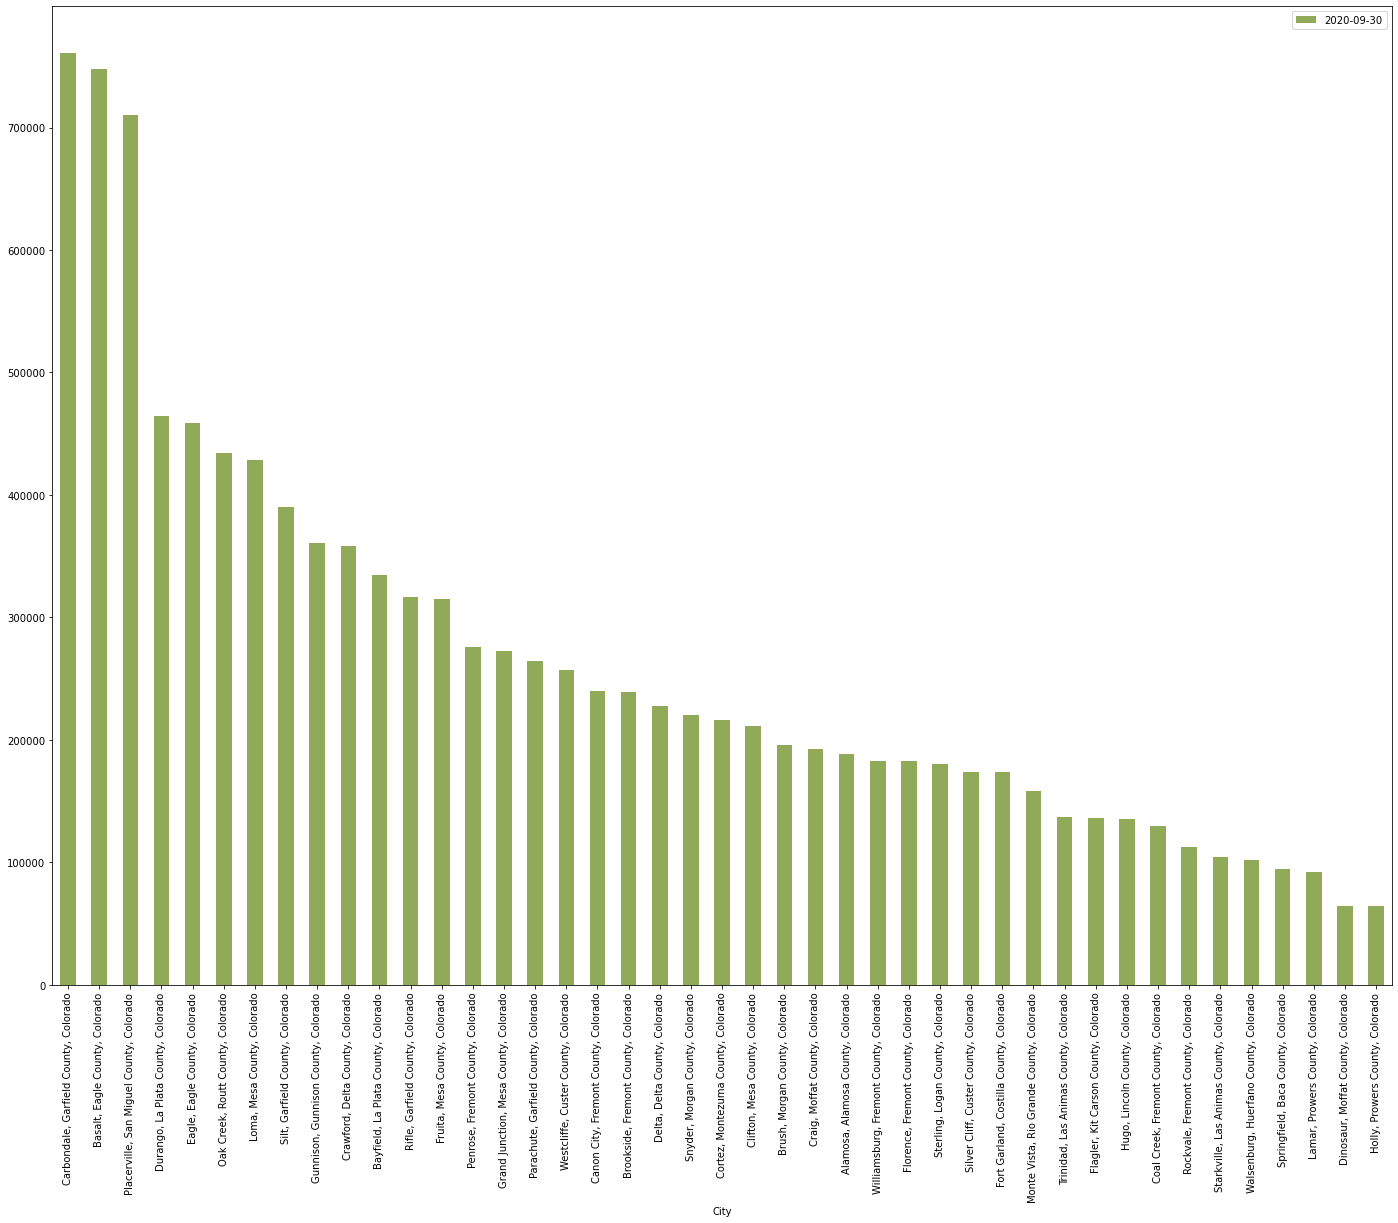 2020-09-30
700000
600000
500000
400000
300000
200000
100000
0
Carbondale, Garfield County, Colorado
Basalt, Eagle County, Colorado
Placerville, San Miguel County, Colorado
Durango, La Plata County, Colorado
Eagle, Eagle County, Colorado
Oak Creek, Routt County, Colorado
Loma, Mesa County, Colorado
Silt, Garfield County, Colorado
Gunnison, Gunnison County, Colorado
Crawford, Delta County, Colorado
Bayfield, La Plata County, Colorado
Rifle, Garfield County, Colorado
Fruita, Mesa County, Colorado
Penrose, Fremont County, Colorado
Grand Junction, Mesa County, Colorado
Parachute, Garfield County, Colorado
Westcliffe, Custer County, Colorado
Canon City, Fremont County, Colorado
Brookside, Fremont County, Colorado
Delta, Delta County, Colorado
Snyder, Morgan County, Colorado
Cortez, Montezuma County, Colorado
Clifton, Mesa County, Colorado
Brush, Morgan County, Colorado
Craig, Moffat County, Colorado
Alamosa, Alamosa County, Colorado
Williamsburg, Fremont County, Colorado
Florence, Fremont County, Colorado
Sterling, Logan County, Colorado
Silver Cliff, Custer County, Colorado
Fort Garland, Costilla County, Colorado
Monte Vista, Rio Grande County, Colorado
Trinidad, Las Animas County, Colorado
Flagler, Kit Carson County, Colorado
Hugo, Lincoln County, Colorado
Coal Creek, Fremont County, Colorado
Rockvale, Fremont County, Colorado
Starkville, Las Animas County, Colorado
Walsenburg, Huerfano County, Colorado
Springfield, Baca County, Colorado
Lamar, Prowers County, Colorado
Dinosaur, Moffat County, Colorado
Holly, Prowers County, Colorado
City